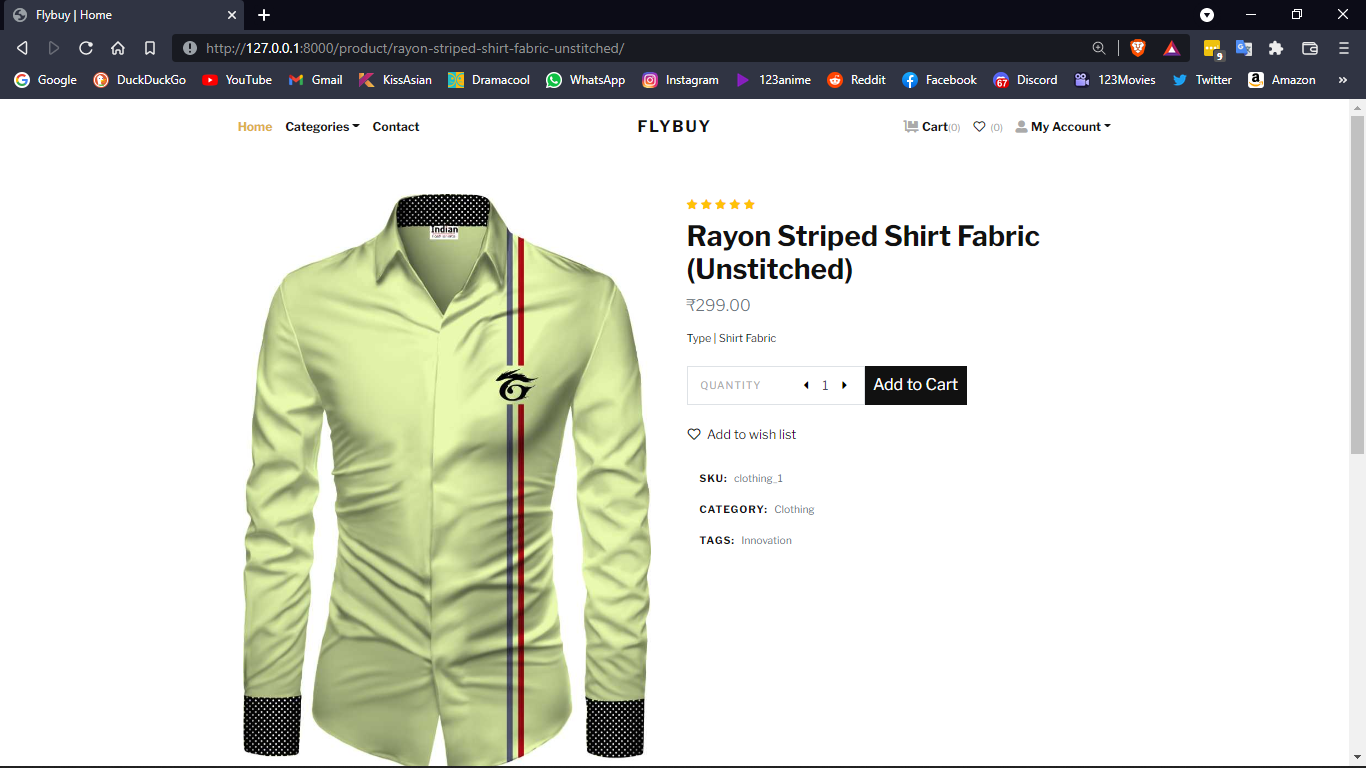 Flybuy | Home
http://127.0.0.1:8000/product/rayon-striped-shirt-fabric-unstitched/
9
Google DuckDuckGo YouTube Gmail KissAsian Dramacool WhatsApp Instagram 123anime Reddit Facebook 67 Discord 123Movies Twitter Amazon »
Home Categories Contact FLYBUY Cart(0) (0) My Account
Indian
Rayon Striped Shirt Fabric
(Unstitched)
₹299.00
Type | Shirt Fabric
QUANTITY 1 Add to Cart
Add to wish list
SKU: clothing_1
CATEGORY: Clothing
TAGS: Innovation